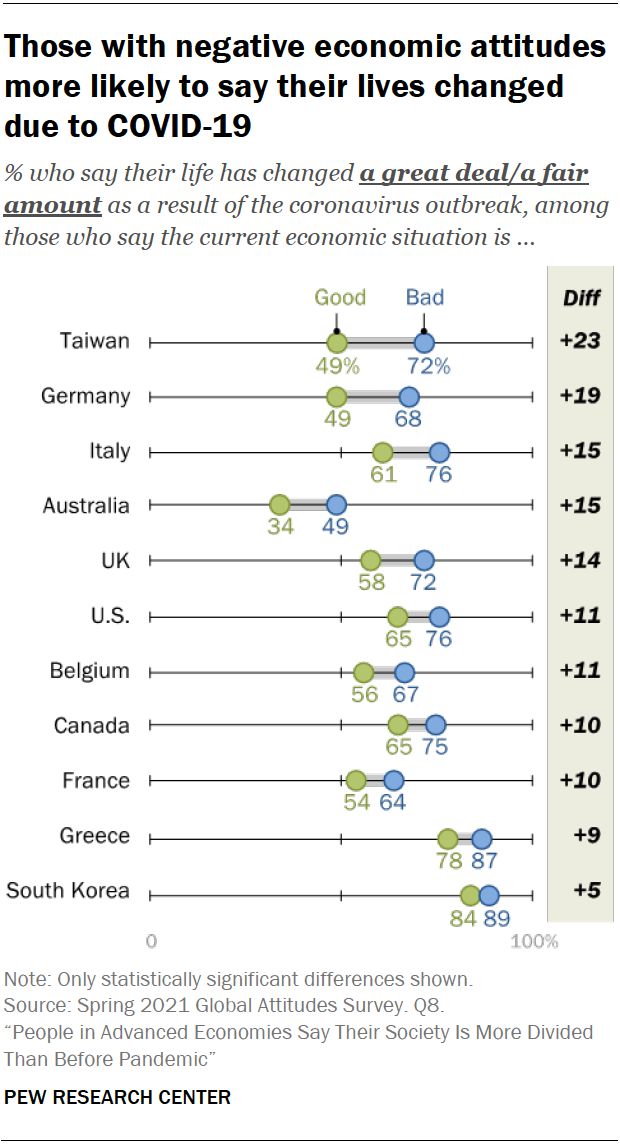 Those with negative economic attitudes
more likely to say their lives changed
due to COVID-19
% who say their life has changed a great deal/a fair
amount as a result of the coronavirus outbreak, among
those who say the current economic situation is ...
Good Bad Diff
Taiwan +23
49% 72%
Germany +19
49 68
Italy +15
61 76
Australia +15
34 49
UK +14
58 72
U.S. +11
65 76
Belgium +11
56 67
Canada +10
65 75
France +10
54 64
Greece +9
78 87
South Korea +5
84 89
0 100%
Note: Only statistically significant differences shown.
Source: Spring 2021 Global Attitudes Survey. Q8.
“People in Advanced Economies Say Their Society Is More Divided
Than Before Pandemic”
PEW RESEARCH CENTER